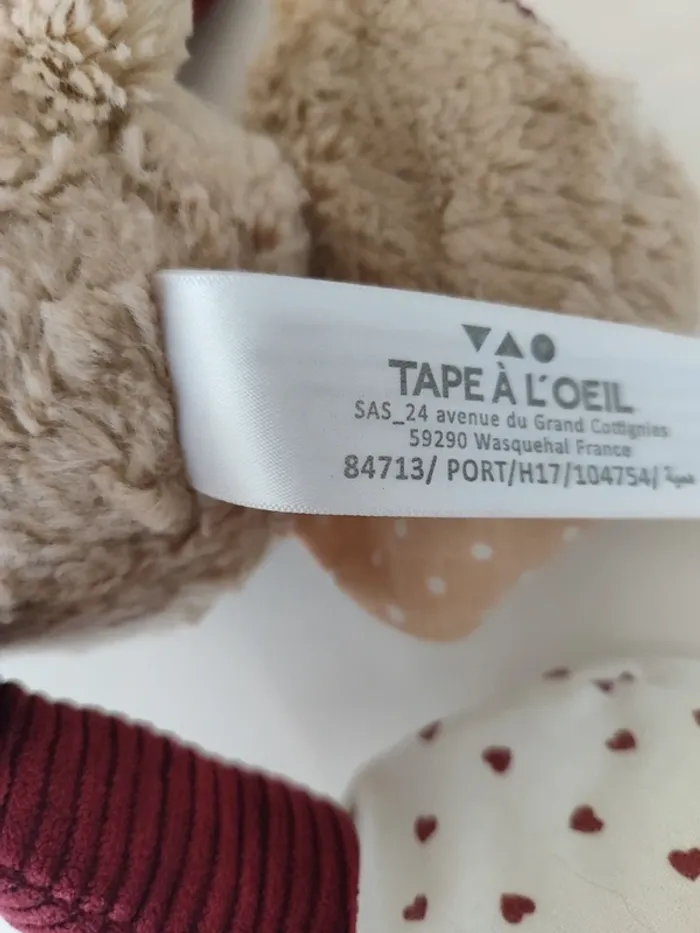 TAPE À L'OEIL
SAS_24 avenue du Grand Cottignies
59290 Wasquehal France
84713/ PORT/H17/104754/